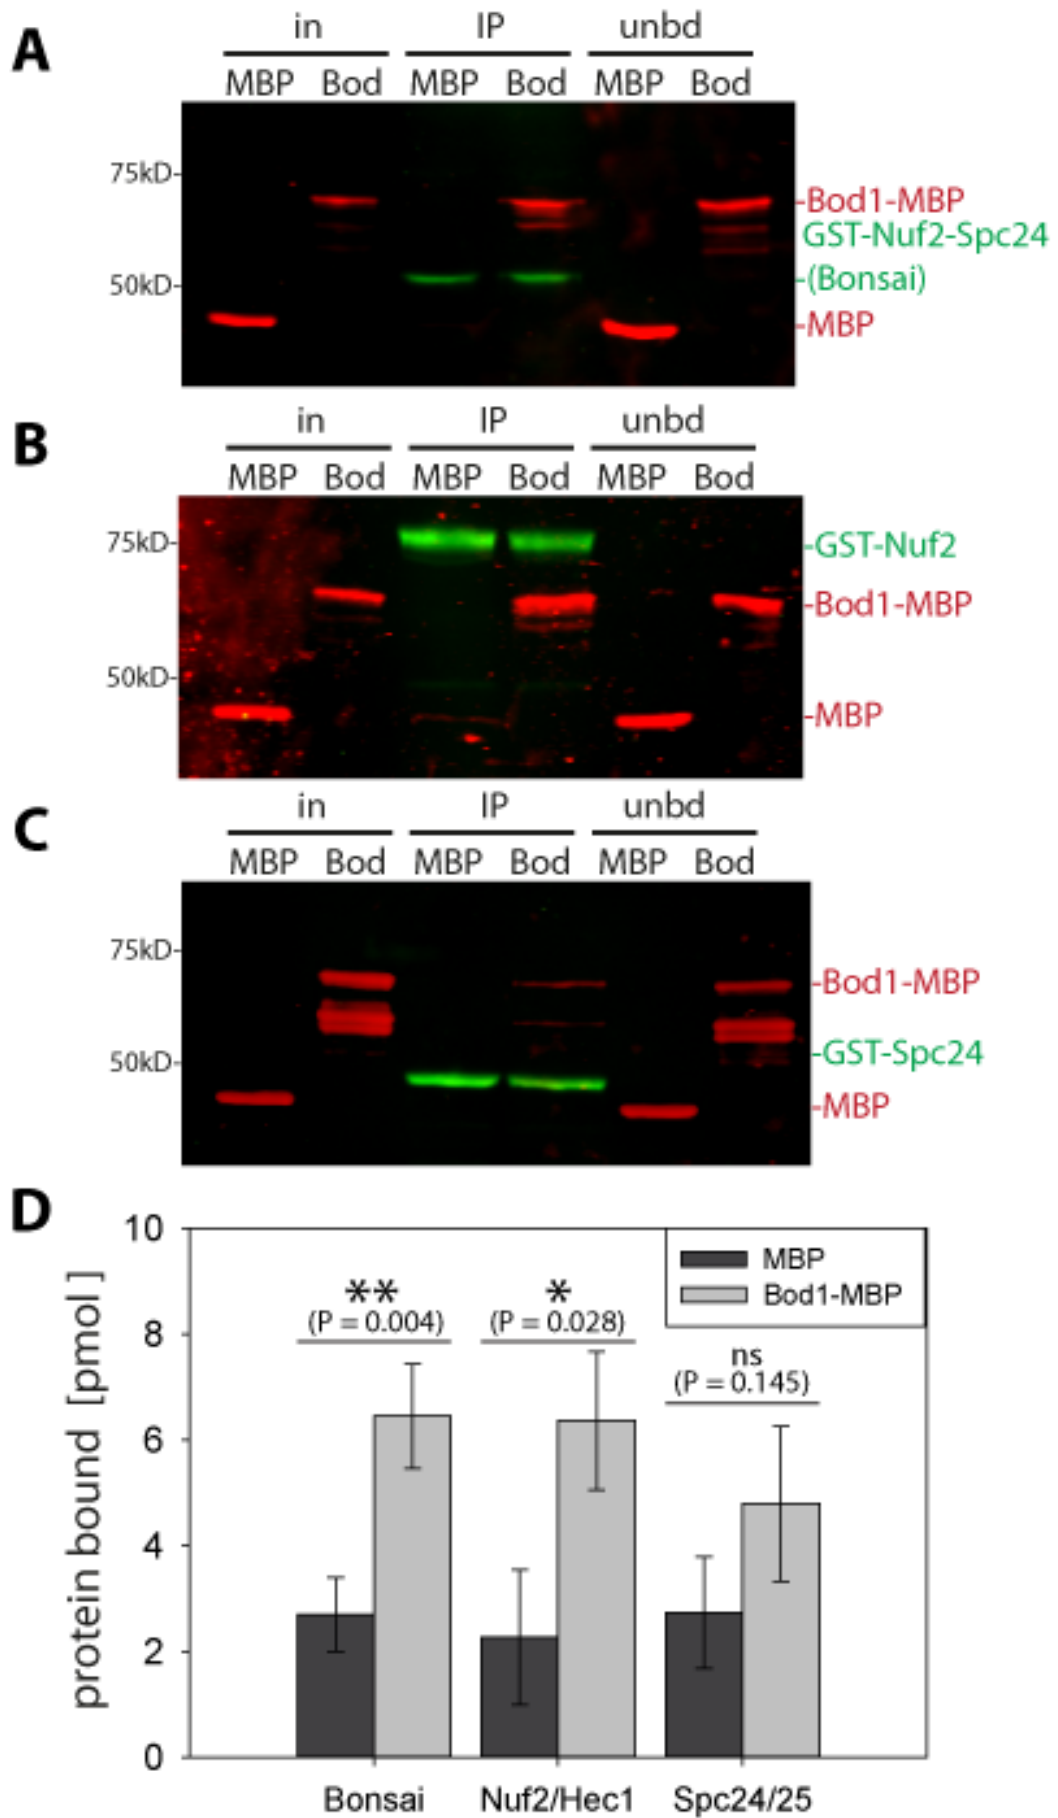 A
in IP unbd
MBP Bod MBP Bod MBP Bod
75kD-
-Bod1-MBP
GST-Nuf2-Spc24
50kD-
-(Bonsai)
-MBP
B
in IP unbd
MBP Bod MBP Bod MBP Bod
75kD-
-GST-Nuf2
-Bod1-MBP
50kD-
-MBP
C
in IP unbd
MBP Bod MBP Bod MBP Bod
75kD-
-Bod1-MBP
50kD-
-GST-Spc24
-MBP
D
protein bound [pmol ]
10
8
6
4
2
0
MBP
Bod1-MBP
**
(P = 0.004)
*
(P = 0.028)
ns
(P = 0.145)
Bonsai Nuf2/Hec1 Spc24/25